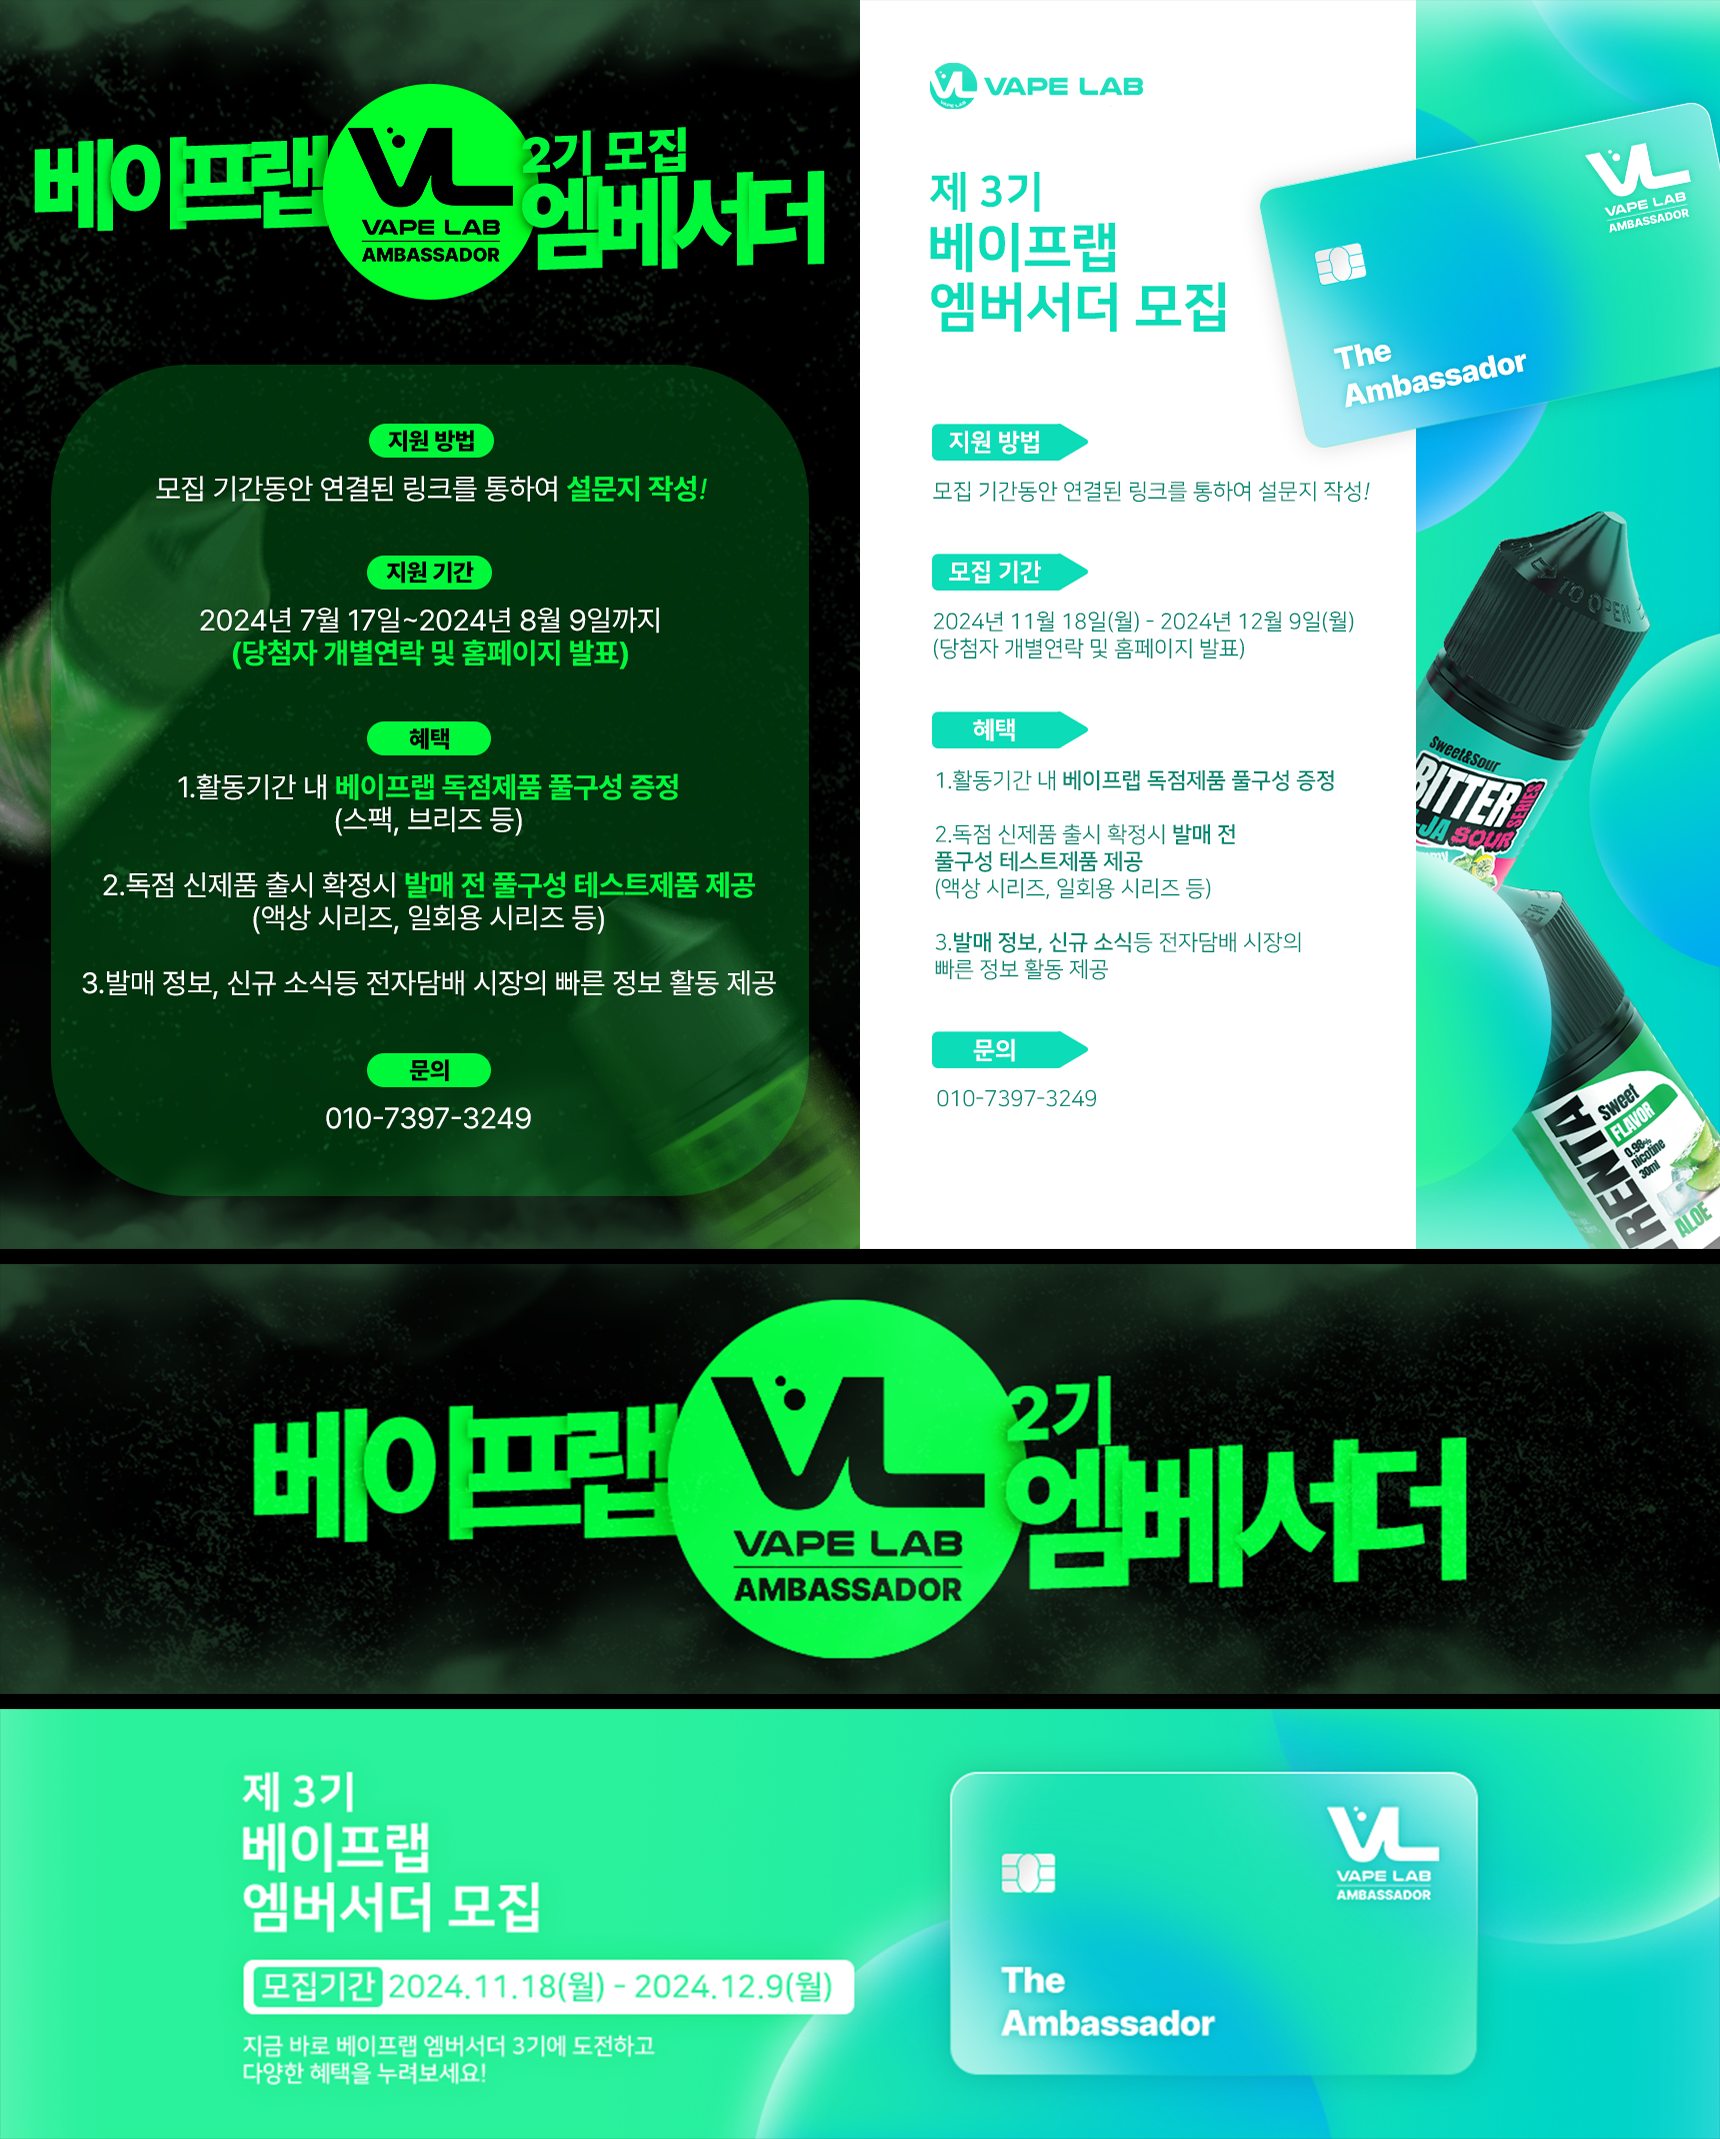 베이프랩
VL
VAPE LAB
AMBASSADOR
2기 모집
엠베서더
지원 방법
모집 기간동안 연결된 링크를 통하여 설문지 작성!
지원 기간
2024년 7월 17일~2024년 8월 9일까지
(당첨자 개별연락 및 홈페이지 발표)
혜택
1.활동기간 내 베이프랩 독점제품 풀구성 증정
(스팩, 브리즈 등)
2.독점 신제품 출시 확정시 발매 전 풀구성 테스트제품 제공
(액상 시리즈, 일회용 시리즈 등)
3.발매 정보, 신규 소식등 전자담배 시장의 빠른 정보 활동 제공
문의
010-7397-3249
VL
VAPE LAB
VAPE LAB
제 3기
베이프랩
엠버서더 모집
VL
VAPE LAB
AMBASSADOR
The
Ambassador
지원 방법
모집 기간동안 연결된 링크를 통하여 설문지 작성!
모집 기간
2024년 11월 18일(월) - 2024년 12월 9일(월)
(당첨자 개별연락 및 홈페이지 발표)
혜택
1.활동기간 내 베이프랩 독점제품 풀구성 증정
2.독점 신제품 출시 확정시 발매 전
풀구성 테스트제품 제공
(액상 시리즈, 일회용 시리즈 등)
3.발매 정보, 신규 소식등 전자담배 시장의
빠른 정보 활동 제공
문의
010-7397-3249
TO OPEN
Sweet&Sour
BITTER
SOUR
SERIES
Sweet
FLAVOR
0.98%
nicotine
30ml
RENTA
ALOE
베이프랩
VL
VAPE LAB
AMBASSADOR
2기
엠베서더
제 3기
베이프랩
엠버서더 모집
모집기간 2024.11.18(월) - 2024.12.9(월)
지금 바로 베이프랩 엠버서더 3기에 도전하고
다양한 혜택을 누려보세요!
VL
VAPE LAB
AMBASSADOR
The
Ambassador